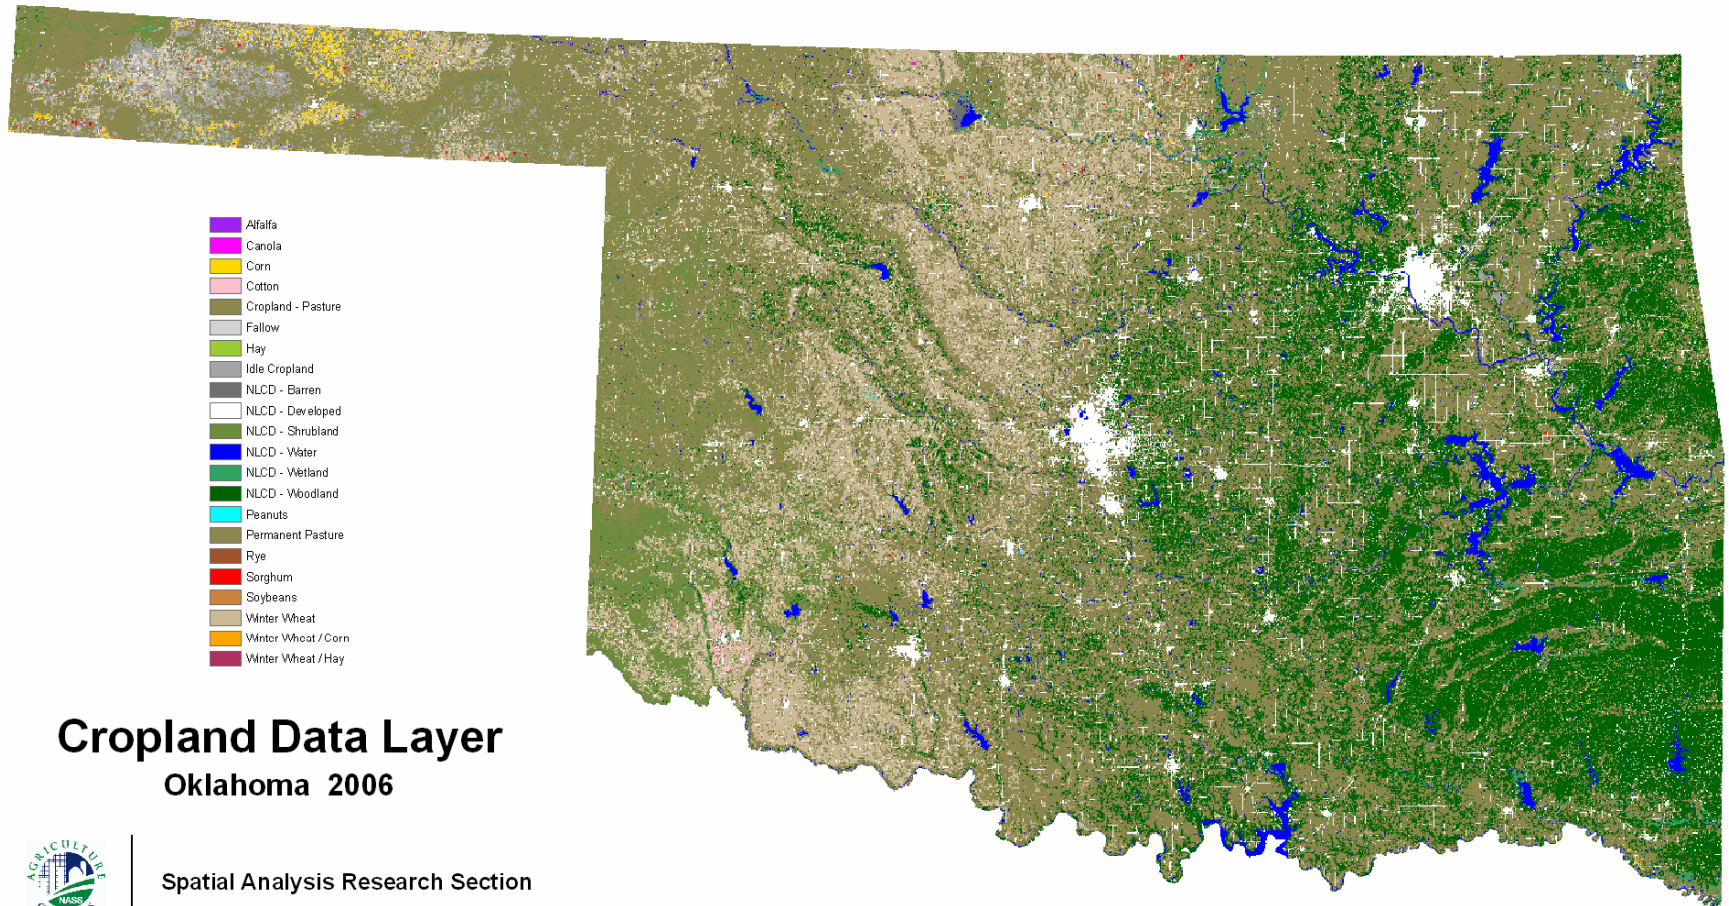 Alfalfa
Canola
Corn
Cotton
Cropland - Pasture
Fallow
Hay
Idle Cropland
NLCD - Barren
NLCD - Developed
NLCD - Shrubland
NLCD - Water
NLCD - Wetland
NLCD - Woodland
Peanuts
Permanent Pasture
Rye
Sorghum
Soybeans
Winter Wheat
Winter Wheat / Corn
Winter Wheat / Hay
Cropland Data Layer
Oklahoma 2006
AGRICULTURE
NASS
Spatial Analysis Research Section